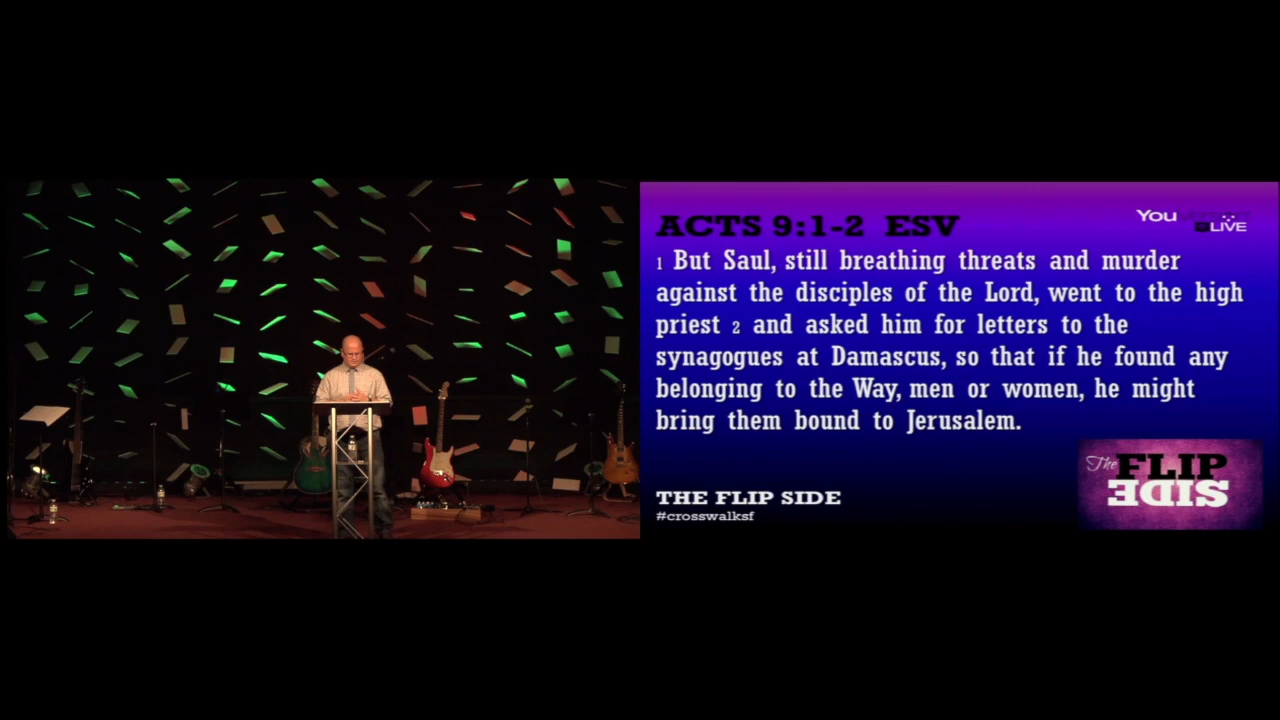 ACTS 9:1-2 ESV
You
LIVE
1 But Saul, still breathing threats and murder
against the disciples of the Lord, went to the high
priest 2 and asked him for letters to the
synagogues at Damascus, so that if he found any
belonging to the Way, men or women, he might
bring them bound to Jerusalem.
The
FLIP
SIDE
THE FLIP SIDE
#crosswalksf